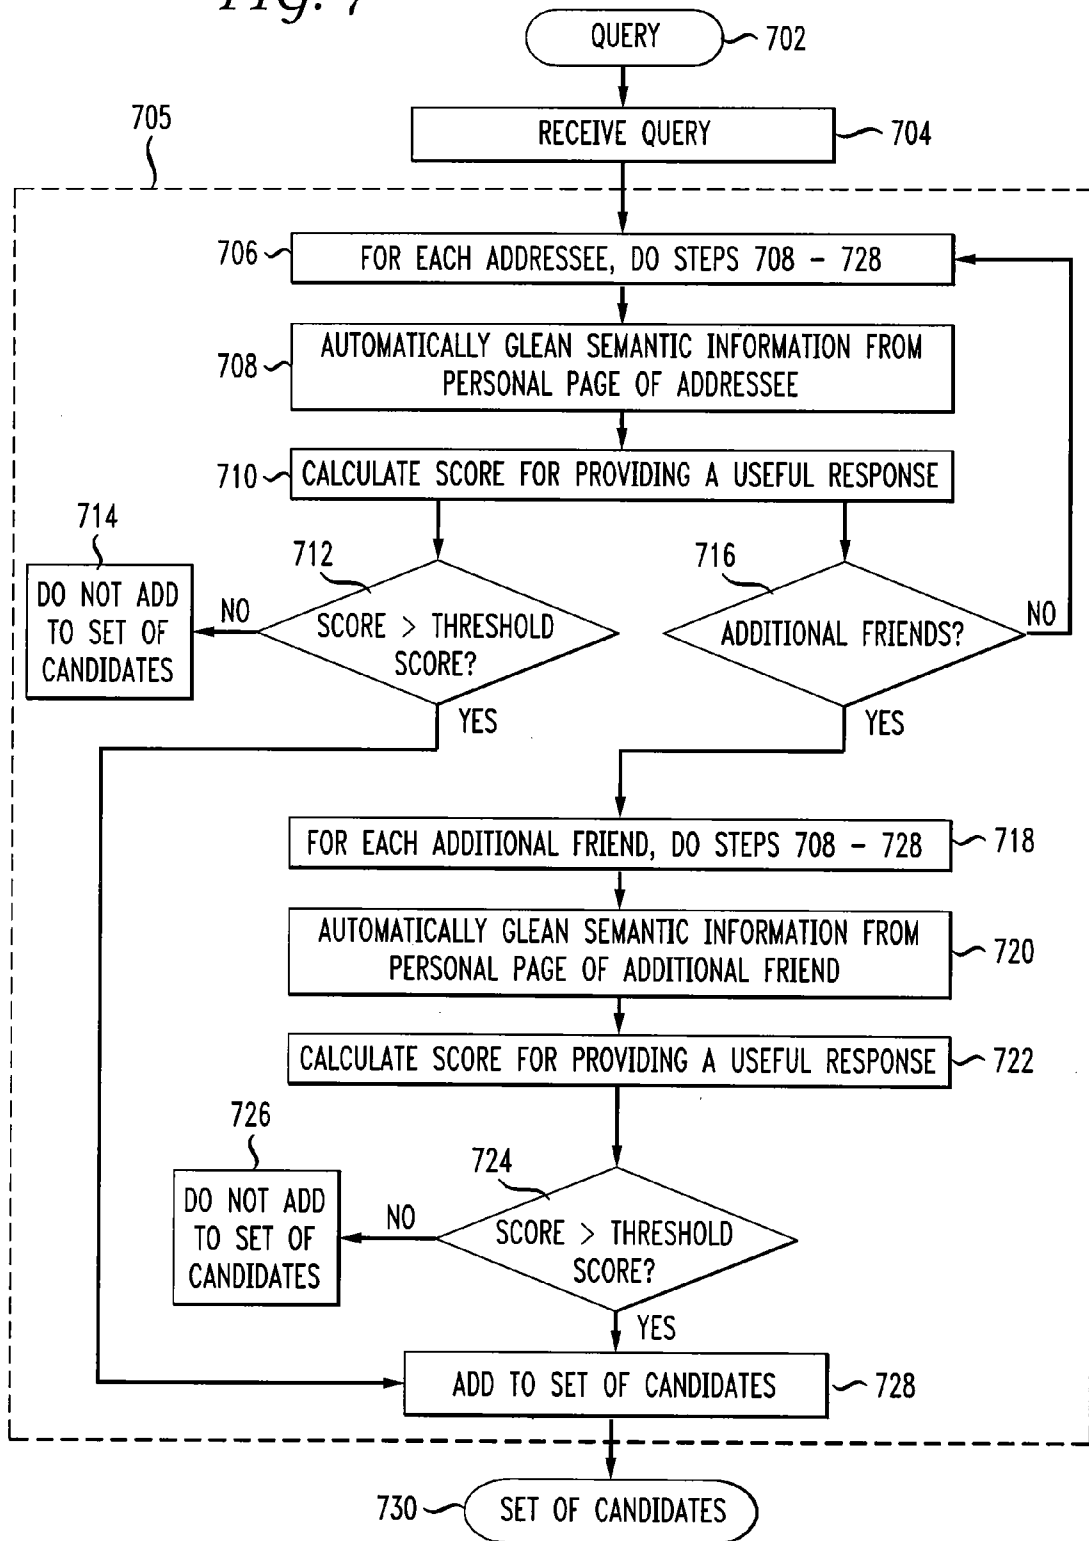 FIG. 7
QUERY
702
RECEIVE QUERY
704
705
706
FOR EACH ADDRESSEE, DO STEPS 708 – 728
708
AUTOMATICALLY GLEAN SEMANTIC INFORMATION FROM
PERSONAL PAGE OF ADDRESSEE
710
CALCULATE SCORE FOR PROVIDING A USEFUL RESPONSE
714
DO NOT ADD
TO SET OF
CANDIDATES
NO
712
SCORE > THRESHOLD
SCORE?
YES
716
ADDITIONAL FRIENDS?
NO
YES
FOR EACH ADDITIONAL FRIEND, DO STEPS 708 – 728
718
AUTOMATICALLY GLEAN SEMANTIC INFORMATION FROM
PERSONAL PAGE OF ADDITIONAL FRIEND
720
CALCULATE SCORE FOR PROVIDING A USEFUL RESPONSE
722
726
DO NOT ADD
TO SET OF
CANDIDATES
NO
724
SCORE > THRESHOLD
SCORE?
YES
ADD TO SET OF CANDIDATES
728
730
SET OF CANDIDATES